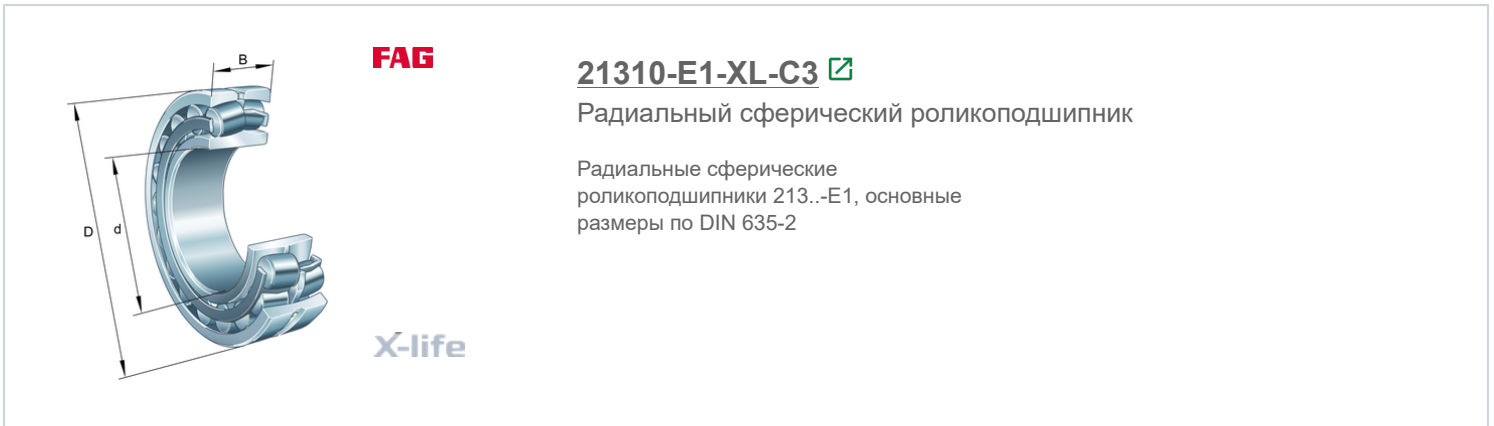 B
D
d
FAG
X-life
21310-E1-XL-C3
Радиальный сферический роликоподшипник
Радиальные сферические
роликоподшипники 213..-E1, основные
размеры по DIN 635-2